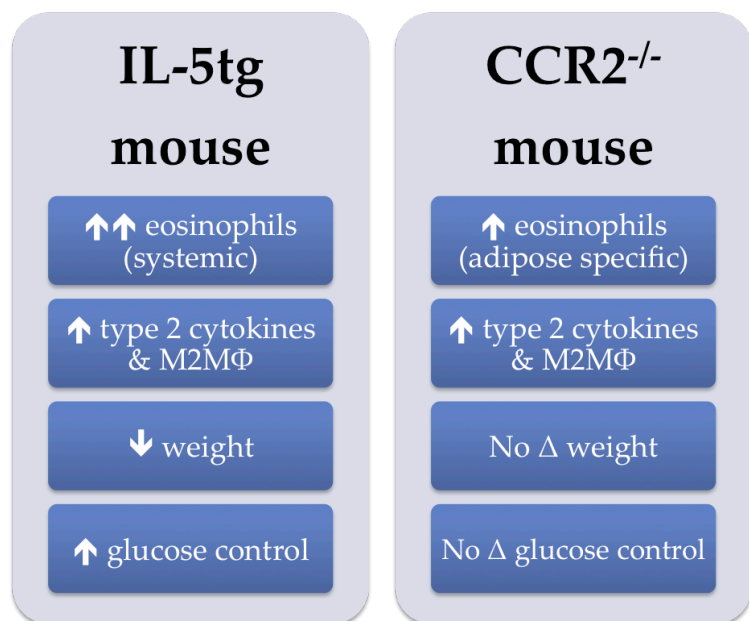 IL-5tg
mouse
↑↑ eosinophils
(systemic)
↑ type 2 cytokines
& M2MΦ
↓ weight
↑ glucose control
CCR2-/-
mouse
↑ eosinophils
(adipose specific)
↑ type 2 cytokines
& M2MΦ
No Δ weight
No Δ glucose control